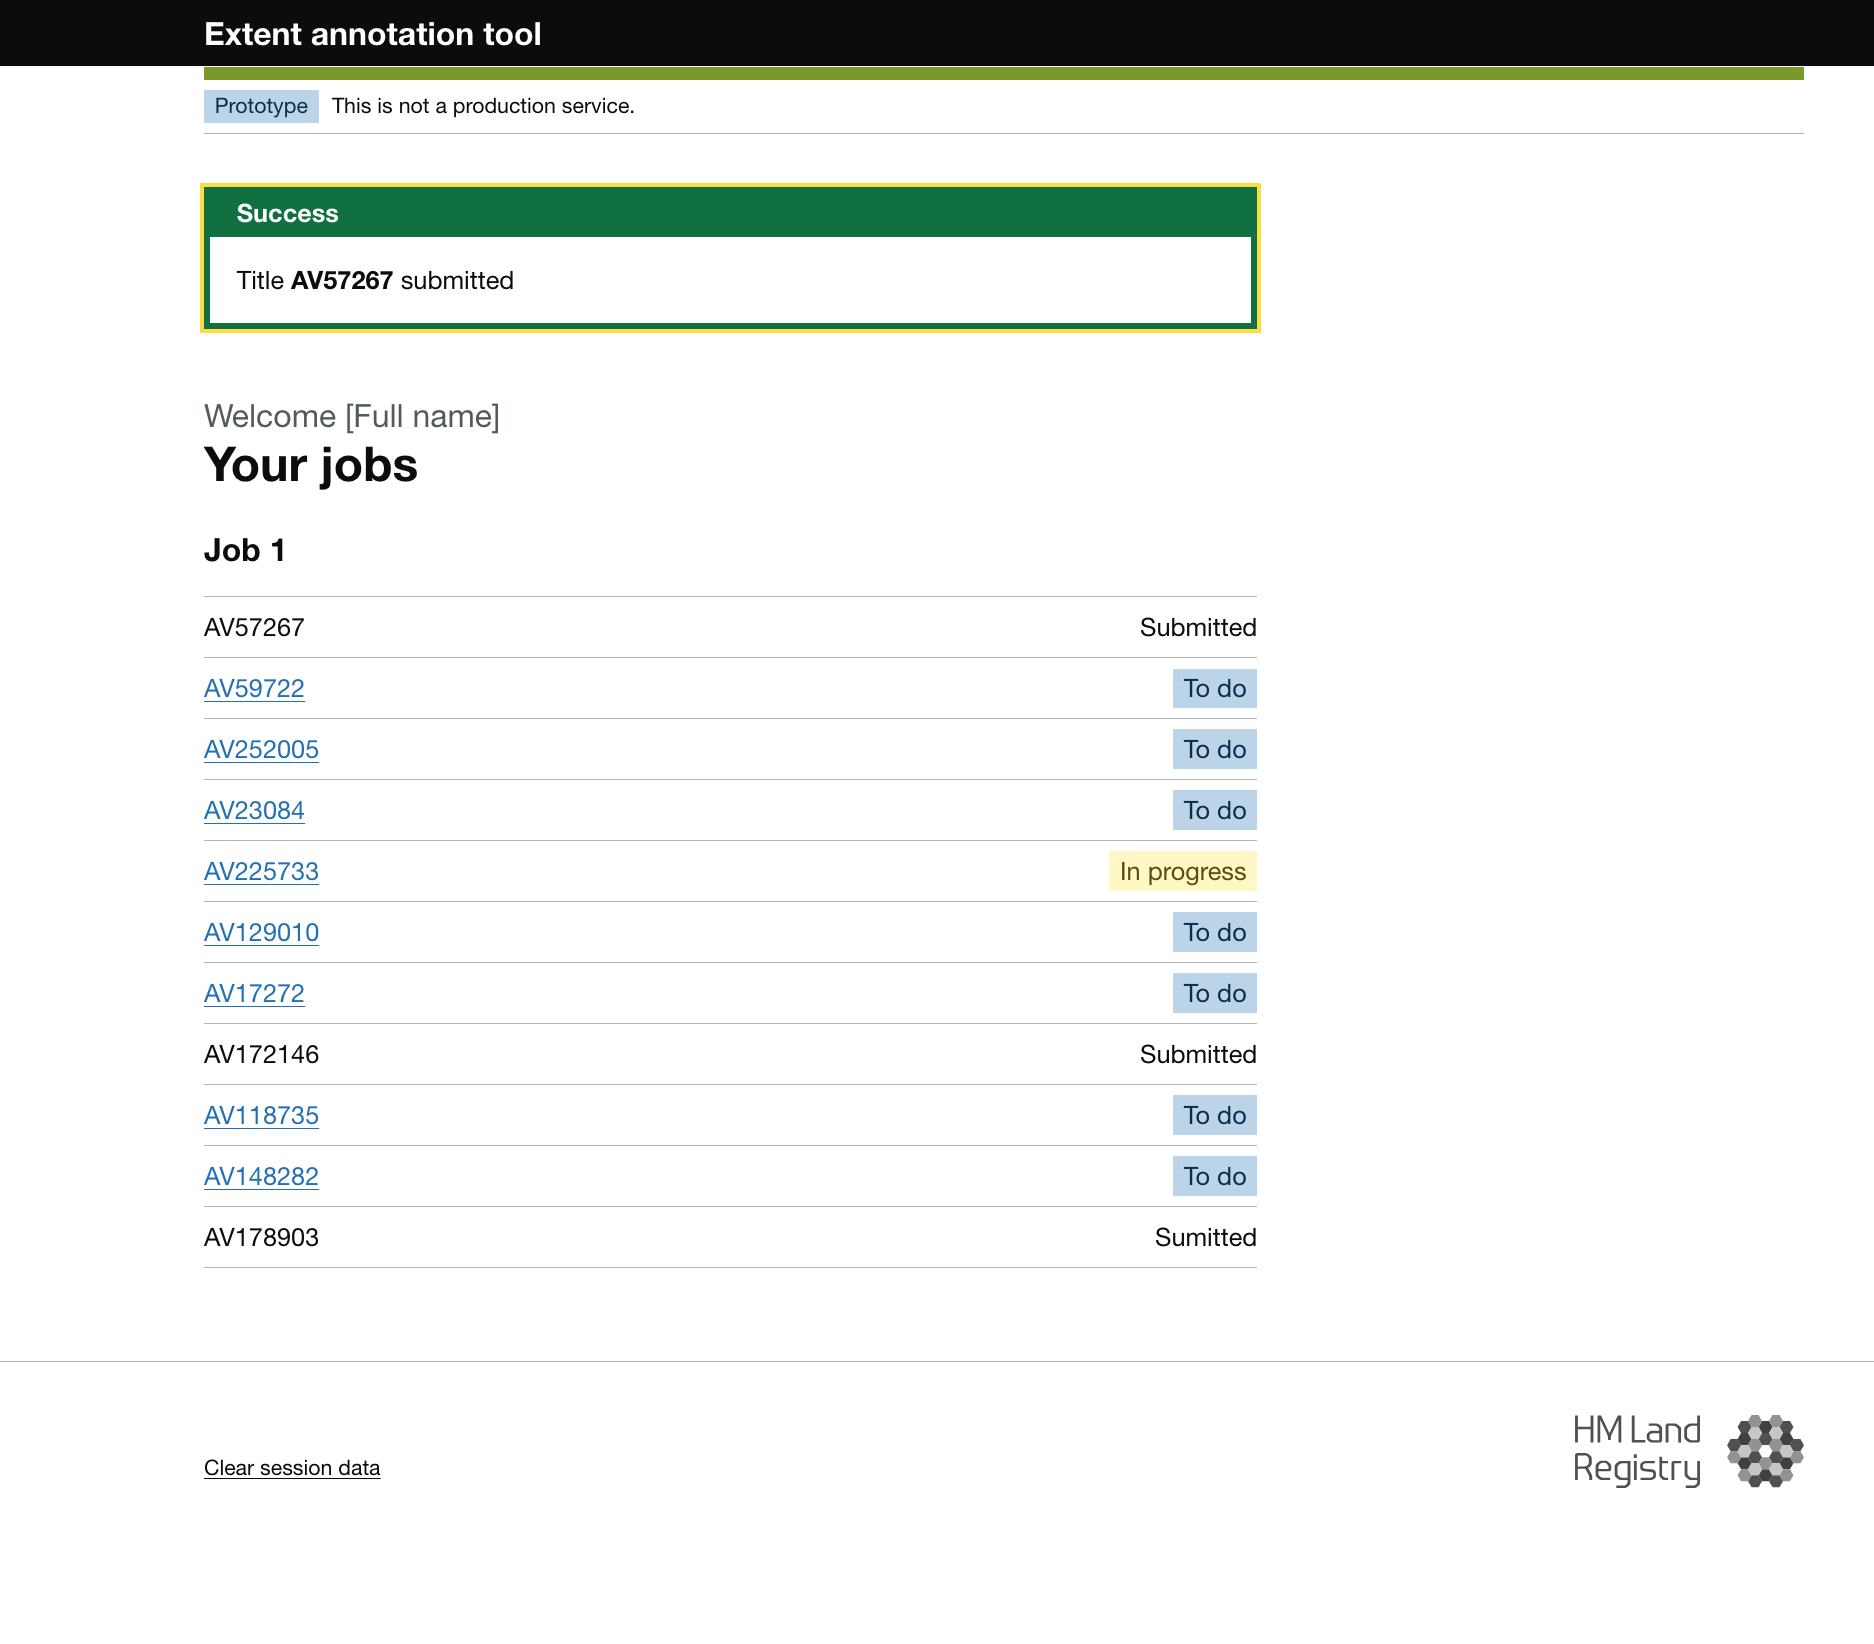 Extent annotation tool
Prototype This is not a production service.
Success
Title AV57267 submitted
Welcome [Full name]
Your jobs
Job 1
AV57267 Submitted
AV59722 To do
AV252005 To do
AV23084 To do
AV225733 In progress
AV129010 To do
AV17272 To do
AV172146 Submitted
AV118735 To do
AV148282 To do
AV178903 Sumitted
Clear session data
HM Land
Registry